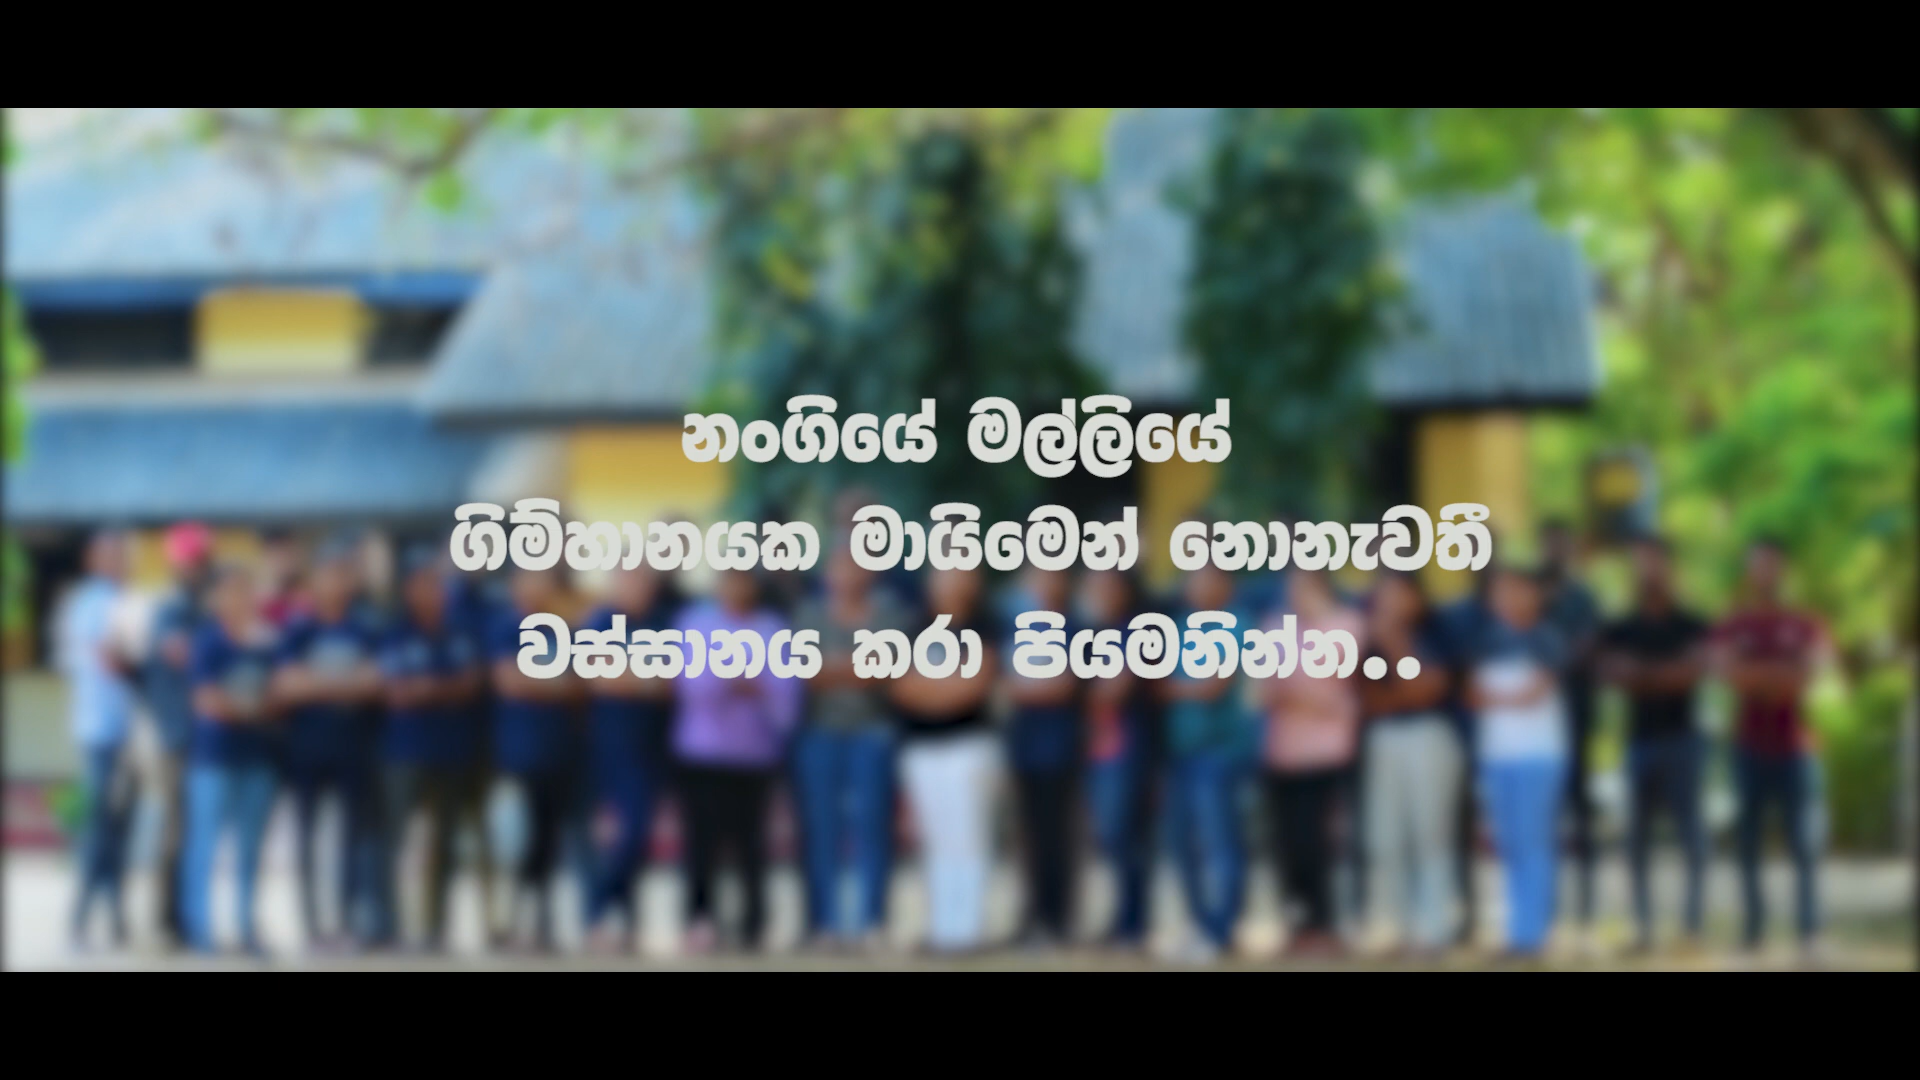 නංගියේ මල්ලියේ
ගිම්හානයක මායිමෙන් නොනැවතී
වස්සානය කරා පියමනින්න..